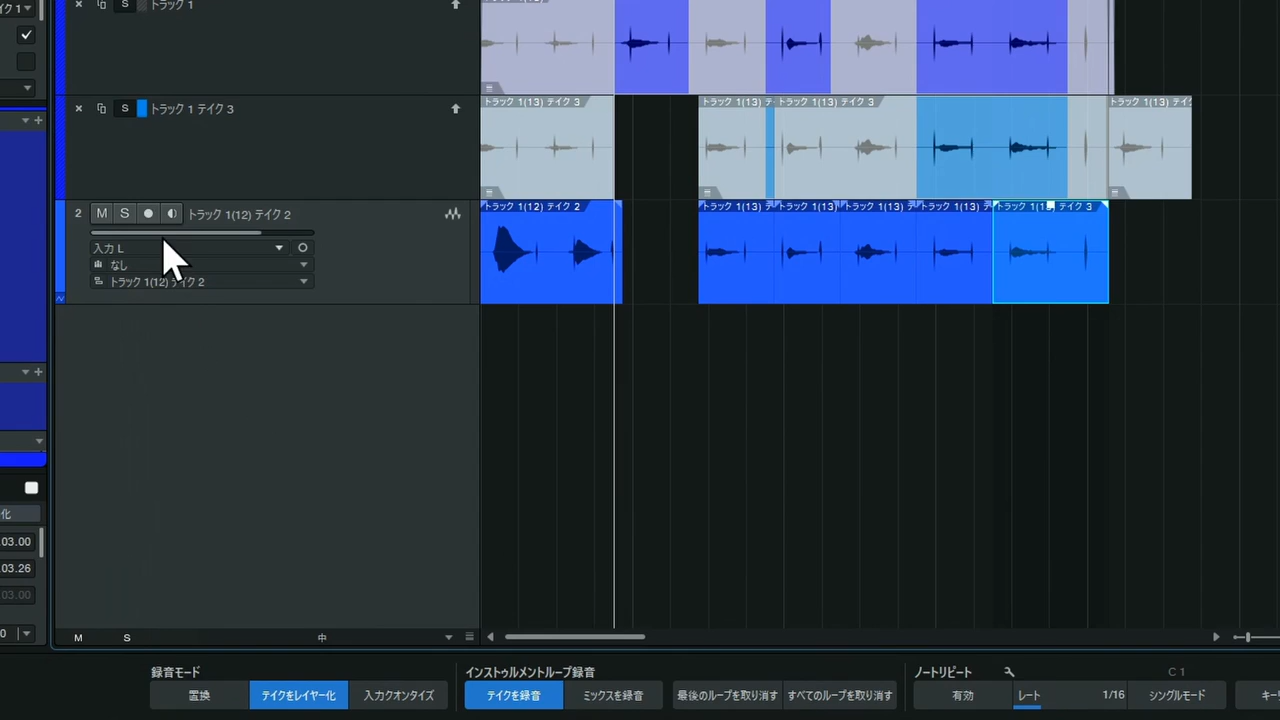 イク 1
S トラック 1
S トラック 1 テイク 3
トラック 1(13) テイク 3
トラック 1(13) テ
トラック 1(13) テイク 3
トラック 1(13) テイ
2 M S トラック 1(12) テイク 2
入力 L
なし
トラック 1(12) テイク 2
トラック 1(12) テイク 2
トラック 1(13) テ
トラック 1(13)
トラック 1(13) テ
トラック 1(13) テ
テイク 3
化
03.00
03.26
03.00
0
M S 中
録音モード
置換 テイクをレイヤー化 入力クオンタイズ
インストゥルメントループ録音
テイクを録音 ミックスを録音 最後のループを取り消す すべてのループを取り消す
ノートリピート C 1
有効 レート 1/16 シングルモード キー